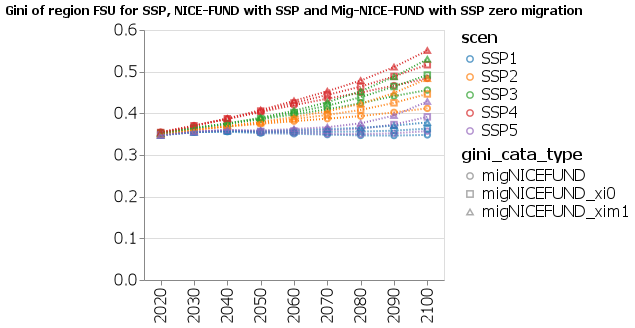 Gini of region FSU for SSP, NICE-FUND with SSP and Mig-NICE-FUND with SSP zero migration
0.6
0.5
0.4
0.3
0.2
0.1
0.0
2020
2030
2040
2050
2060
2070
2080
2090
2100
scen
SSP1
SSP2
SSP3
SSP4
SSP5
gini_cata_type
migNICEFUND
migNICEFUND_xi0
migNICEFUND_xim1